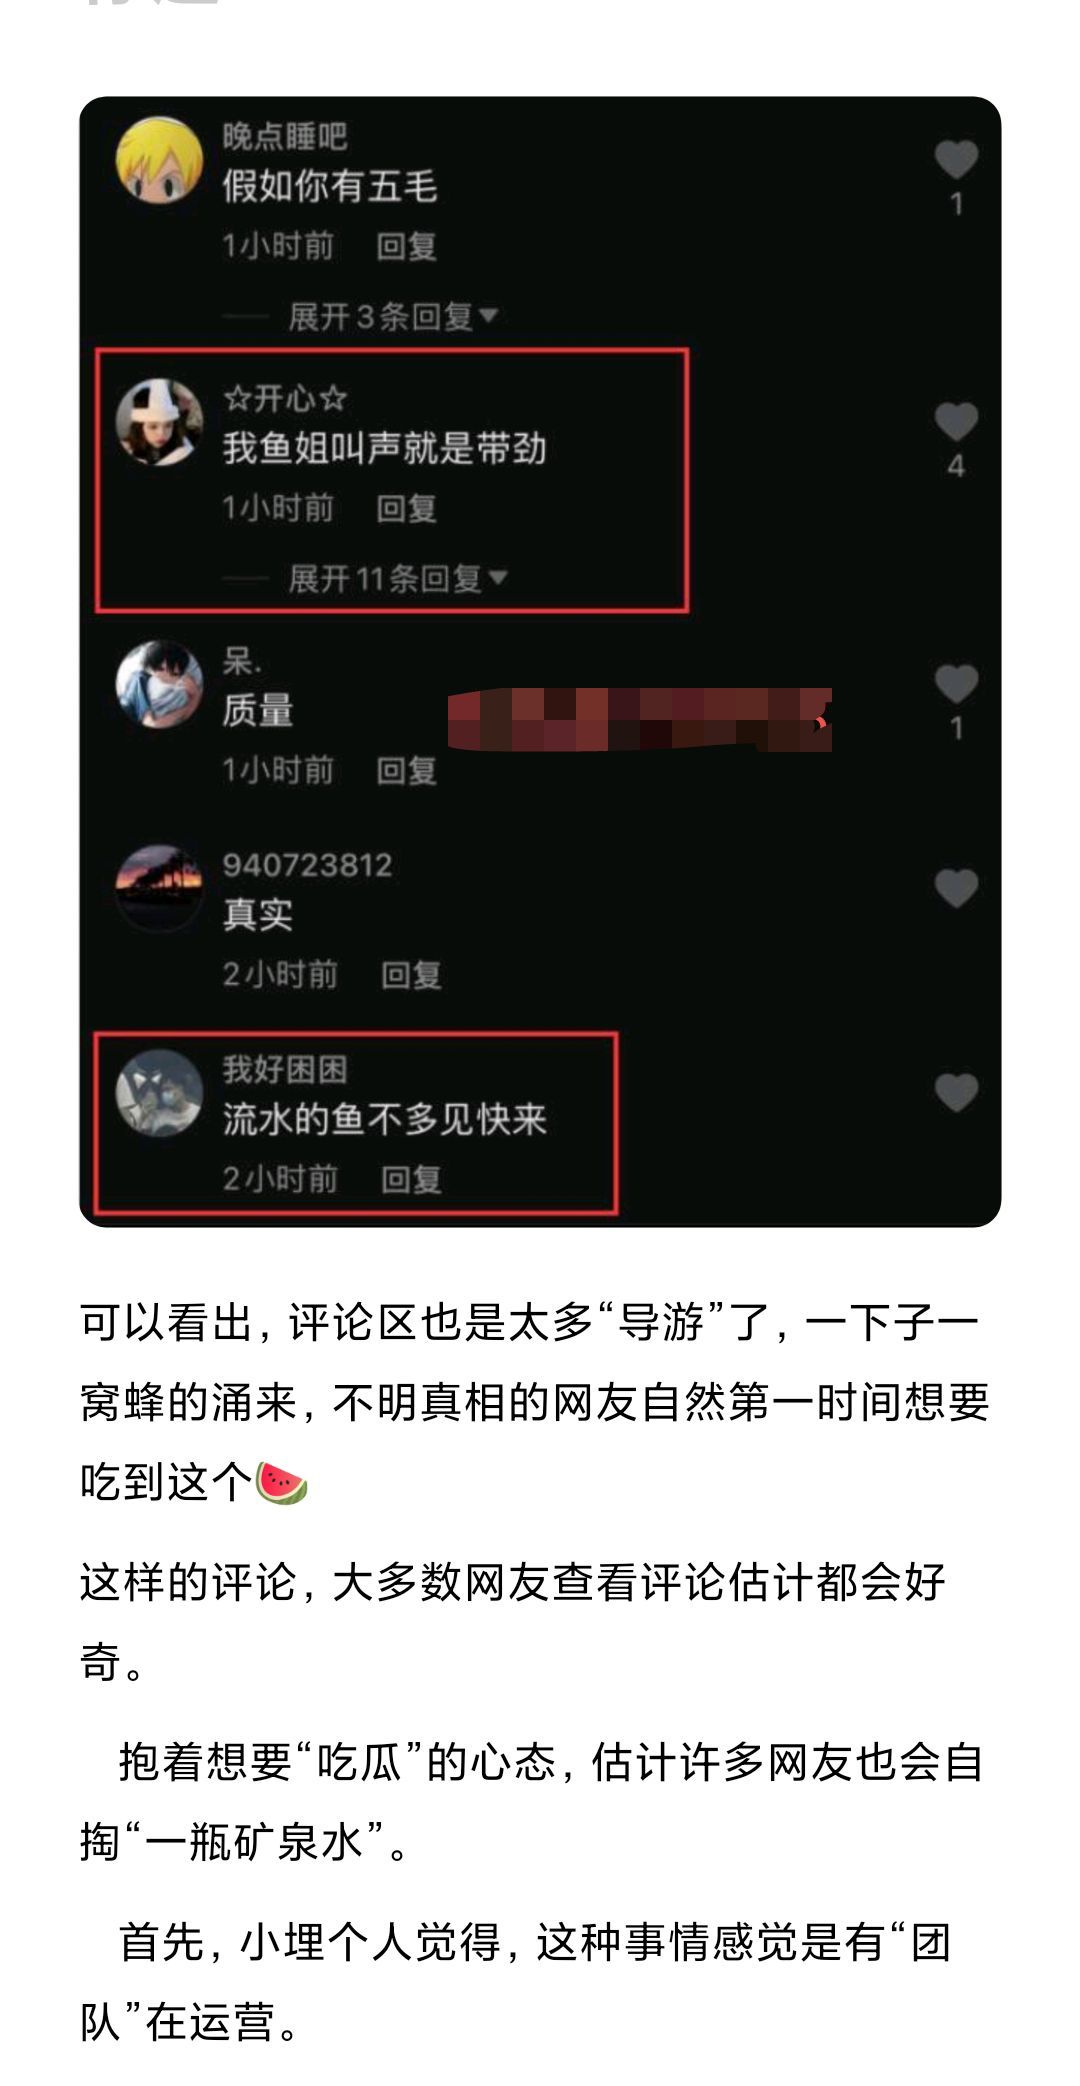 晚点睡吧
假如你有五毛
1
1小时前 回复
展开3条回复
☆开心☆
我鱼姐叫声就是带劲
4
1小时前 回复
展开11条回复
呆.
质量
1
1小时前 回复
940723812
真实
2小时前 回复
我好困困
流水的鱼不多见快来
2小时前 回复
可以看出,评论区也是太多“导游”了,一下子一
窝蜂的涌来,不明真相的网友自然第一时间想要
吃到这个🍉
这样的评论,大多数网友查看评论估计都会好
奇。
抱着想要“吃瓜”的心态,估计许多网友也会自
掏“一瓶矿泉水”。
首先,小埋个人觉得,这种事情感觉是有“团
队”在运营。